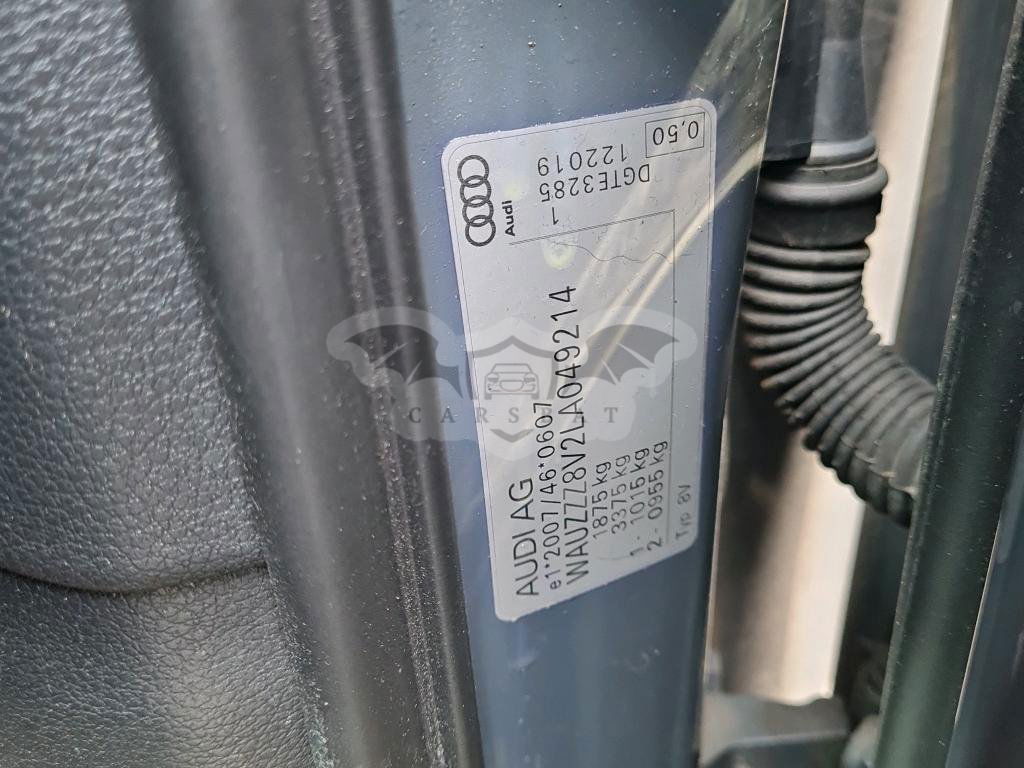 Audi
AUDI AG
e1*2007/46*0607
WAUZZZ8V2LA049214
1875 kg
3375 kg
1 - 1015 kg
2 - 0955 kg
Typ 8V
1
DGTE3285
122019
0,50
CARSBAT